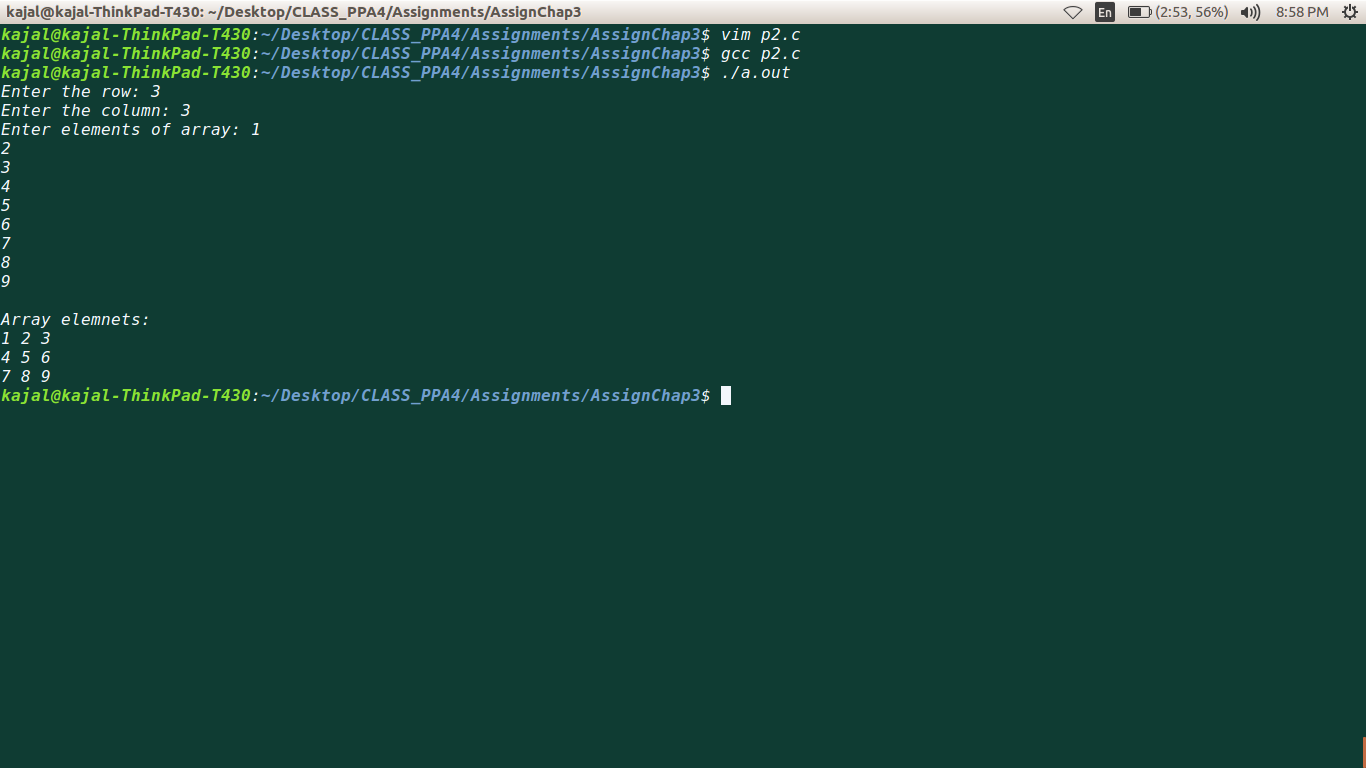 kajal@kajal-ThinkPad-T430: ~/Desktop/CLASS_PPA4/Assignments/AssignChap3 En (2:53, 56%) 8:58 PM
kajal@kajal-ThinkPad-T430:~/Desktop/CLASS_PPA4/Assignments/AssignChap3$ vim p2.c
kajal@kajal-ThinkPad-T430:~/Desktop/CLASS_PPA4/Assignments/AssignChap3$ gcc p2.c
kajal@kajal-ThinkPad-T430:~/Desktop/CLASS_PPA4/Assignments/AssignChap3$ ./a.out
Enter the row: 3
Enter the column: 3
Enter elements of array: 1
2
3
4
5
6
7
8
9
Array elemnets:
1 2 3
4 5 6
7 8 9
kajal@kajal-ThinkPad-T430:~/Desktop/CLASS_PPA4/Assignments/AssignChap3$